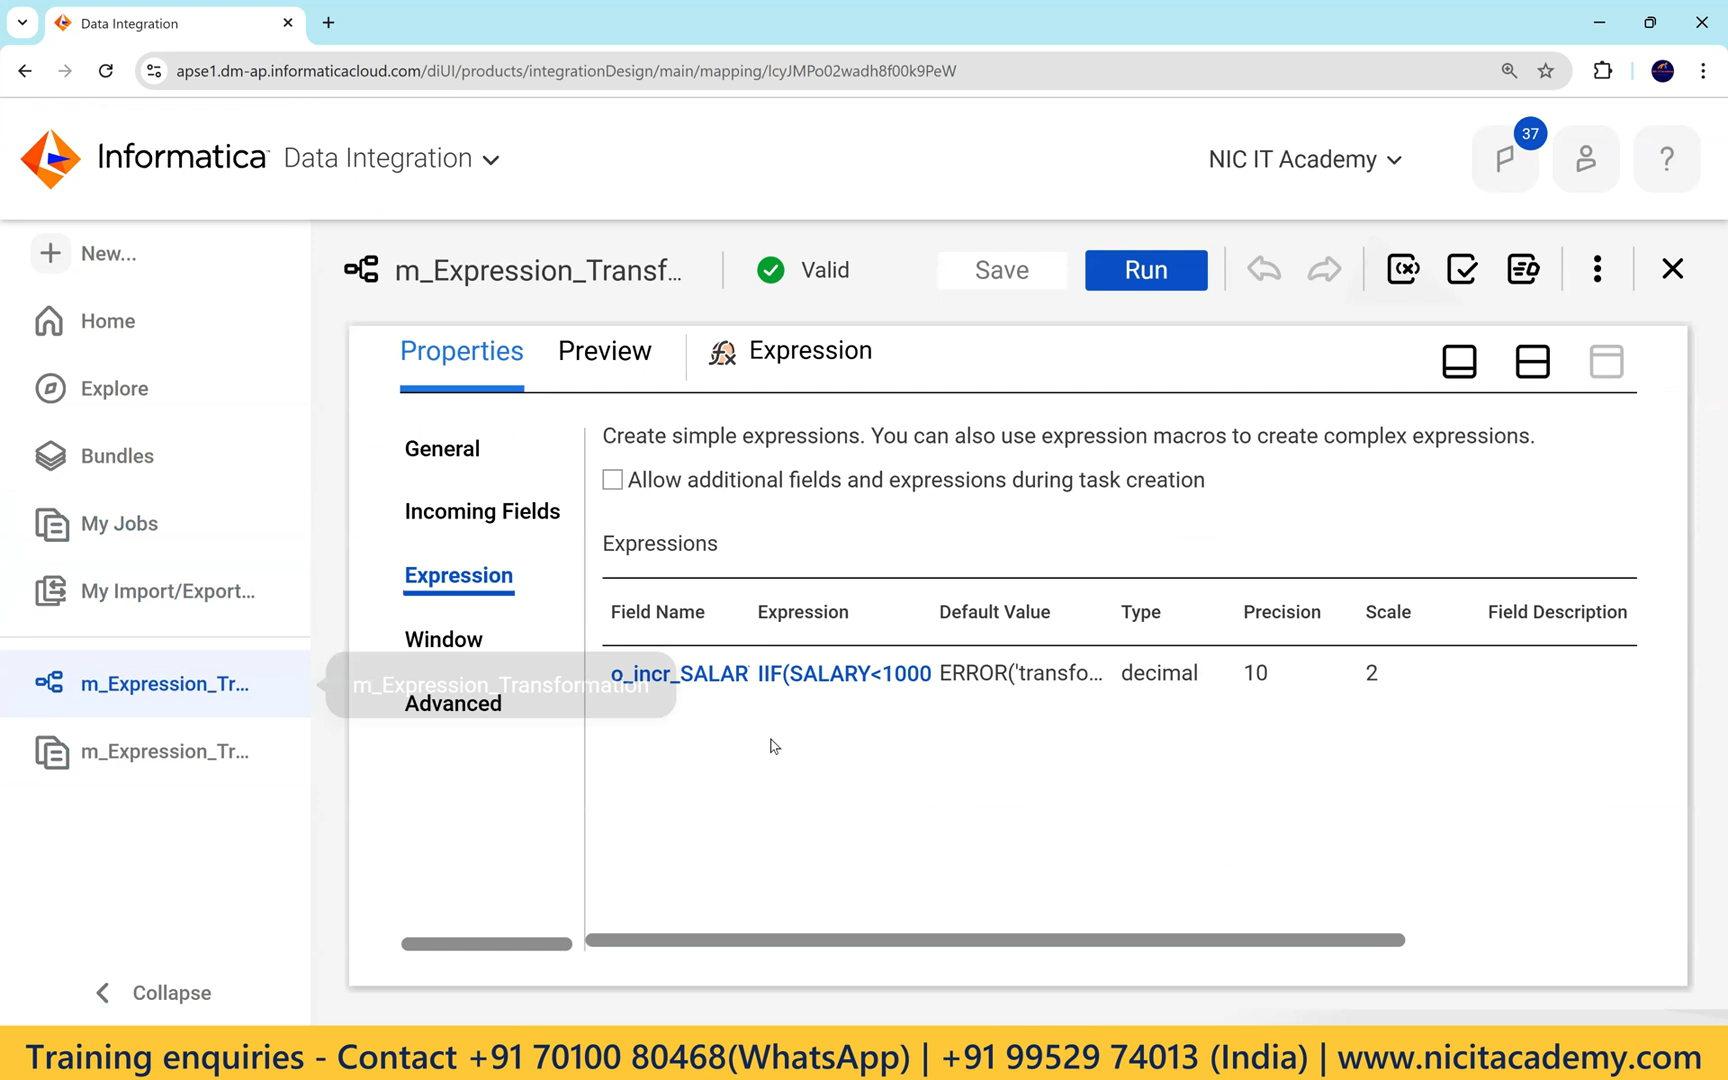 Data Integration
apse1.dm-ap.informaticacloud.com/diUI/products/integrationDesign/main/mapping/lcyJMPo02wadh8f00k9PeW
Informatica Data Integration
NIC IT Academy
37
?
New...
Home
Explore
Bundles
My Jobs
My Import/Export...
m_Expression_Tr...
m_Expression_Tr...
Collapse
m_Expression_Transf...
Valid
Save
Run
Properties
Preview
fx Expression
General
Incoming Fields
Expression
Window
m_Expression_Transformation
Advanced
Create simple expressions. You can also use expression macros to create complex expressions.
Allow additional fields and expressions during task creation
Expressions
Field Name Expression Default Value Type Precision Scale Field Description
o_incr_SALAR IIF(SALARY<1000 ERROR('transfo... decimal 10 2
Training enquiries - Contact +91 70100 80468(WhatsApp) | +91 99529 74013 (India) | www.nicitacademy.com